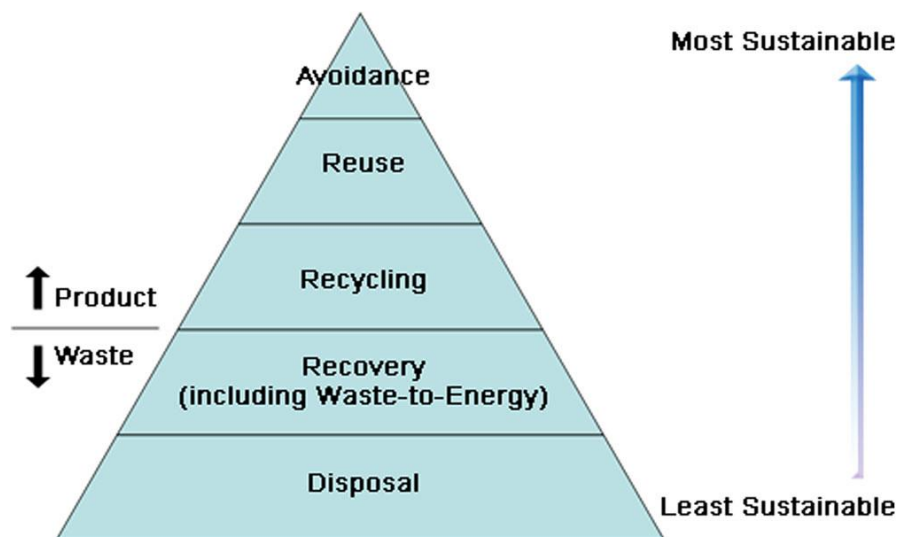 Most Sustainable
Avoidance
Reuse
Recycling
Product
Waste
Recovery
(including Waste-to-Energy)
Disposal
Least Sustainable